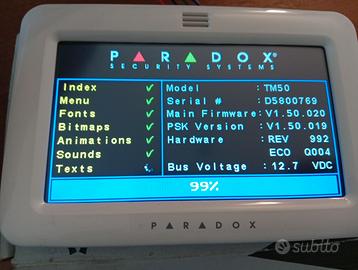 PARADOX®
SECURITY SYSTEMS
Index ✓
Menu ✓
Fonts ✓
Bitmaps ✓
Animations ✓
Sounds ✓
Texts
Model : TM50
Serial # : D5800769
Main Firmware: V1.50.020
PSK Version : V1.50.019
Hardware : REV 992
ECO Q004
Bus Voltage : 12.7 VDC
99%
PARADOX
subito